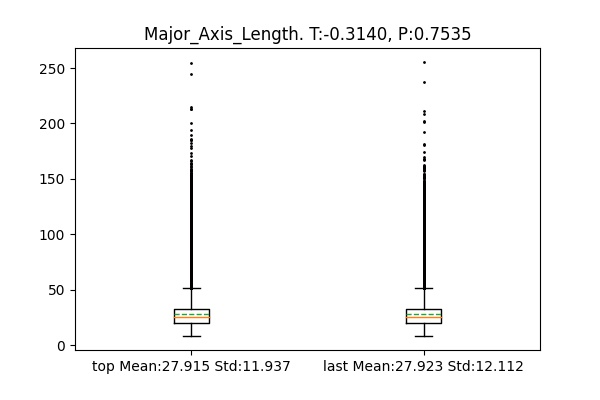 Major_Axis_Length. T:-0.3140, P:0.7535
250
200
150
100
50
0
top Mean:27.915 Std:11.937
last Mean:27.923 Std:12.112